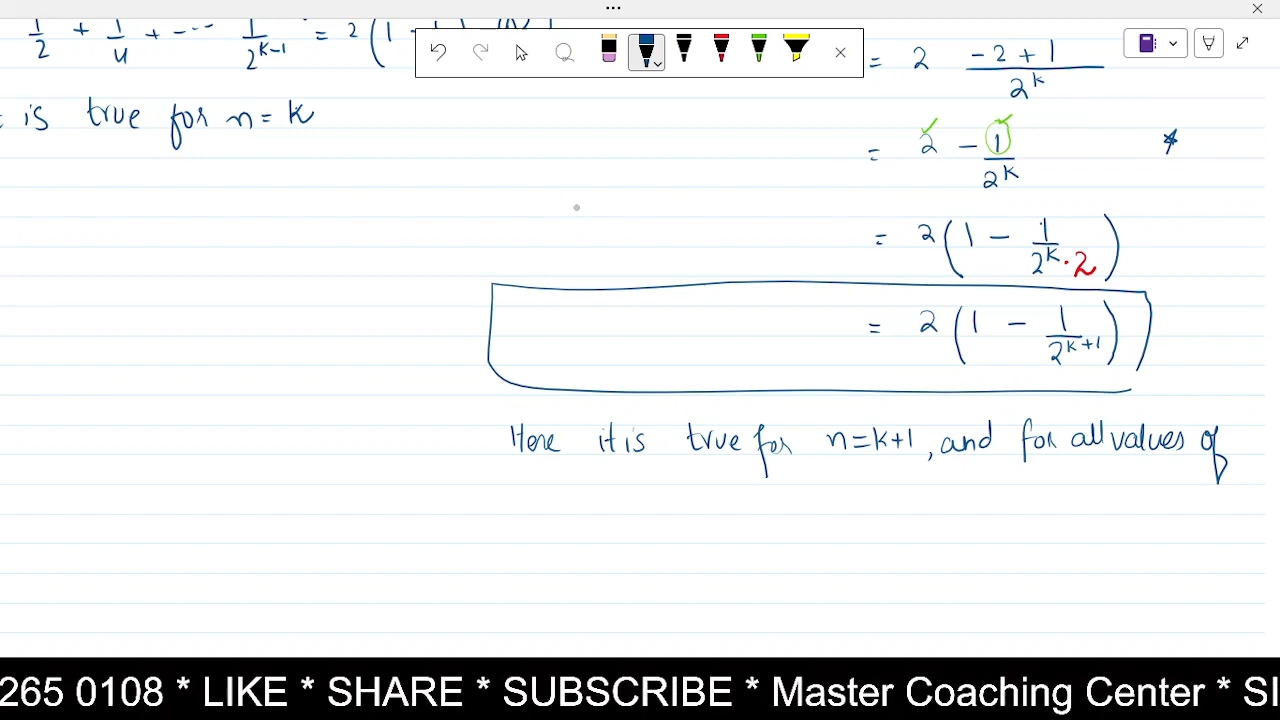 1/2 + 1/4 + --- 1/2^(k-1) = 2 (1 -
is true for n = k
= 2 (-2 + 1)/2^k
= 2 - 1/2^k *
= 2 (1 - 1/(2^k · 2))
= 2 (1 - 1/2^(k+1))
Here it is true for n=k+1, and for all values of
265 0108 * LIKE * SHARE * SUBSCRIBE * Master Coaching Center * SI